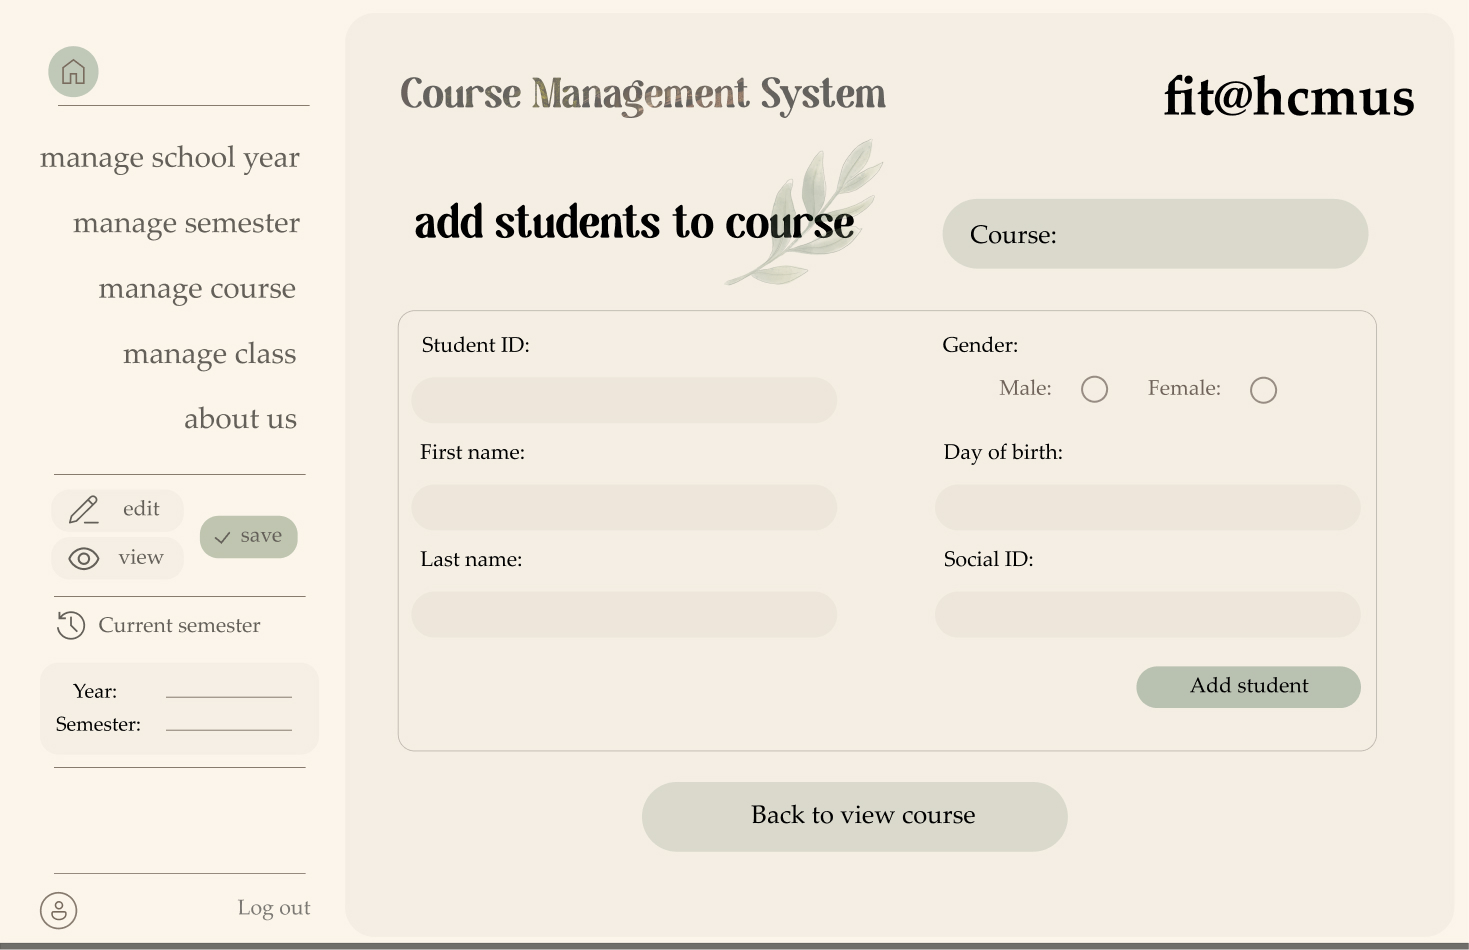 Course Management System
fit@hcmus
manage school year
manage semester
manage course
manage class
about us
edit
view
save
Current semester
Year:
Semester:
Log out
add students to course
Course:
Student ID:
Gender:
Male:
Female:
First name:
Day of birth:
Last name:
Social ID:
Add student
Back to view course